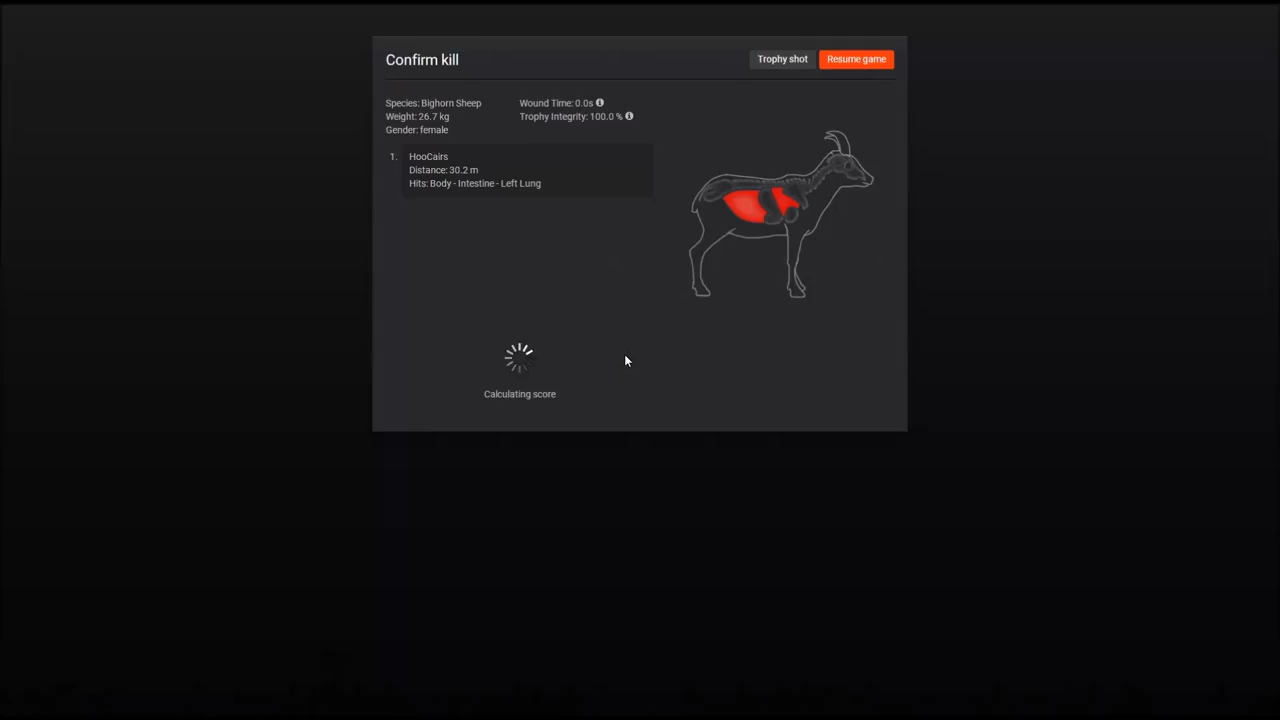 Confirm kill
Trophy shot
Resume game
Species: Bighorn Sheep
Weight: 26.7 kg
Gender: female
Wound Time: 0.0s
Trophy Integrity: 100.0 %
1.
HooCairs
Distance: 30.2 m
Hits: Body - Intestine - Left Lung
Calculating score